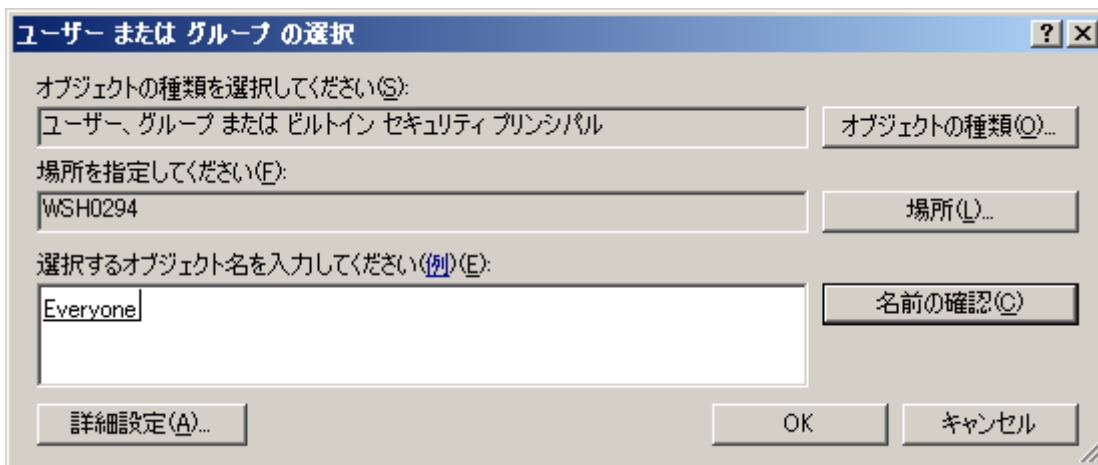 ユーザー または グループ の選択
オブジェクトの種類を選択してください(S):
ユーザー、グループ または ビルトイン セキュリティ プリンシパル
オブジェクトの種類(O)...
場所を指定してください(F):
WSH0294
場所(L)...
選択するオブジェクト名を入力してください(例)(E):
Everyone
名前の確認(C)
詳細設定(A)...
OK
キャンセル